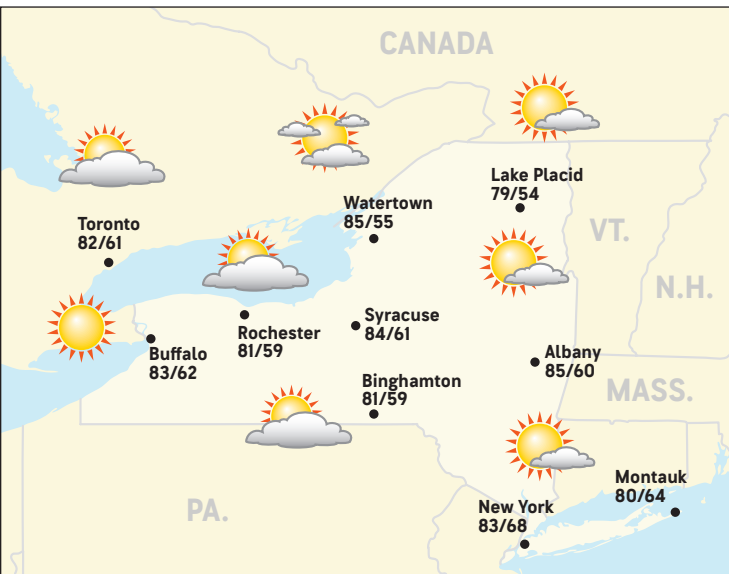 CANADA
Lake Placid
79/54
Watertown
85/55
Toronto
82/61
VT.
N.H.
Syracuse
84/61
Rochester
81/59
Buffalo
83/62
Albany
85/60
Binghamton
81/59
MASS.
Montauk
80/64
PA.
New York
83/68